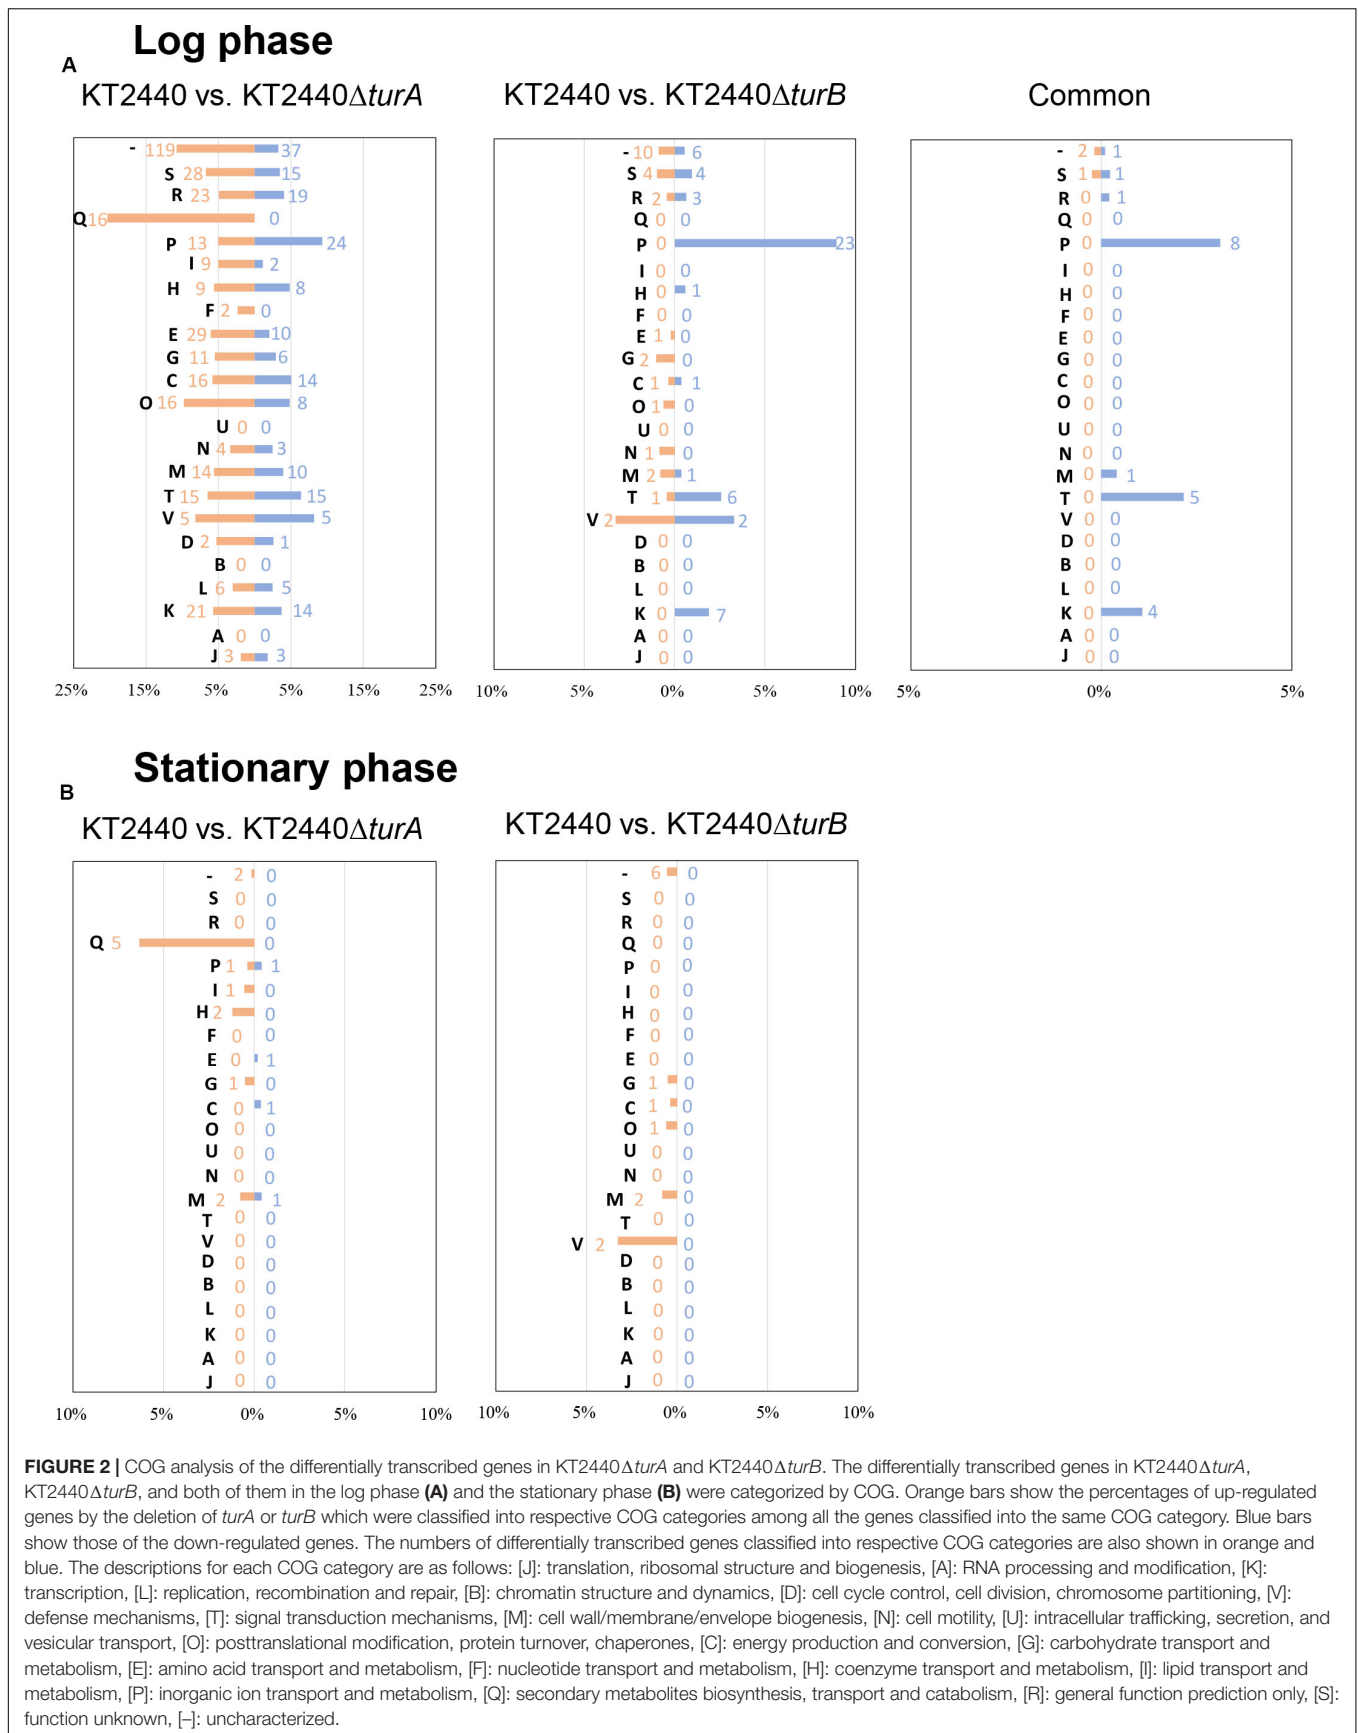 Log phase
A
KT2440 vs. KT2440ΔturA
KT2440 vs. KT2440ΔturB
Common
- 119 37
S 28 15
R 23 19
Q 16 0
P 13 24
I 9 2
H 9 8
F 2 0
E 29 10
G 11 6
C 16 14
O 16 8
U 0 0
N 4 3
M 14 10
T 15 15
V 5 5
D 2 1
B 0 0
L 6 5
K 21 14
A 0 0
J 3 3
25% 15% 5% 5% 15% 25%
- 10 6
S 4 4
R 2 3
Q 0 0
P 0 23
I 0 0
H 0 1
F 0 0
E 1 0
G 2 0
C 1 1
O 1 0
U 0 0
N 1 0
M 2 1
T 1 6
V 2 2
D 0 0
B 0 0
L 0 0
K 0 7
A 0 0
J 0 0
10% 5% 0% 5% 10%
- 2 1
S 1 1
R 0 1
Q 0 0
P 0 8
I 0 0
H 0 0
F 0 0
E 0 0
G 0 0
C 0 0
O 0 0
U 0 0
N 0 0
M 0 1
T 0 5
V 0 0
D 0 0
B 0 0
L 0 0
K 0 4
A 0 0
J 0 0
5% 0% 5%
Stationary phase
B
KT2440 vs. KT2440ΔturA
KT2440 vs. KT2440ΔturB
- 2 0
S 0 0
R 0 0
Q 5 0
P 1 1
I 1 0
H 2 0
F 0 0
E 0 1
G 1 0
C 0 1
O 0 0
U 0 0
N 0 0
M 2 1
T 0 0
V 0 0
D 0 0
B 0 0
L 0 0
K 0 0
A 0 0
J 0 0
10% 5% 0% 5% 10%
- 6 0
S 0 0
R 0 0
Q 0 0
P 0 0
I 0 0
H 0 0
F 0 0
E 0 0
G 1 0
C 1 0
O 1 0
U 0 0
N 0 0
M 2 0
T 0 0
V 2 0
D 0 0
B 0 0
L 0 0
K 0 0
A 0 0
J 0 0
10% 5% 0% 5% 10%
FIGURE 2 | COG analysis of the differentially transcribed genes in KT2440ΔturA and KT2440ΔturB. The differentially transcribed genes in KT2440ΔturA,
KT2440ΔturB, and both of them in the log phase (A) and the stationary phase (B) were categorized by COG. Orange bars show the percentages of up-regulated
genes by the deletion of turA or turB which were classified into respective COG categories among all the genes classified into the same COG category. Blue bars
show those of the down-regulated genes. The numbers of differentially transcribed genes classified into respective COG categories are also shown in orange and
blue. The descriptions for each COG category are as follows: [J]: translation, ribosomal structure and biogenesis, [A]: RNA processing and modification, [K]:
transcription, [L]: replication, recombination and repair, [B]: chromatin structure and dynamics, [D]: cell cycle control, cell division, chromosome partitioning, [V]:
defense mechanisms, [T]: signal transduction mechanisms, [M]: cell wall/membrane/envelope biogenesis, [N]: cell motility, [U]: intracellular trafficking, secretion, and
vesicular transport, [O]: posttranslational modification, protein turnover, chaperones, [C]: energy production and conversion, [G]: carbohydrate transport and
metabolism, [E]: amino acid transport and metabolism, [F]: nucleotide transport and metabolism, [H]: coenzyme transport and metabolism, [I]: lipid transport and
metabolism, [P]: inorganic ion transport and metabolism, [Q]: secondary metabolites biosynthesis, transport and catabolism, [R]: general function prediction only, [S]:
function unknown, [–]: uncharacterized.